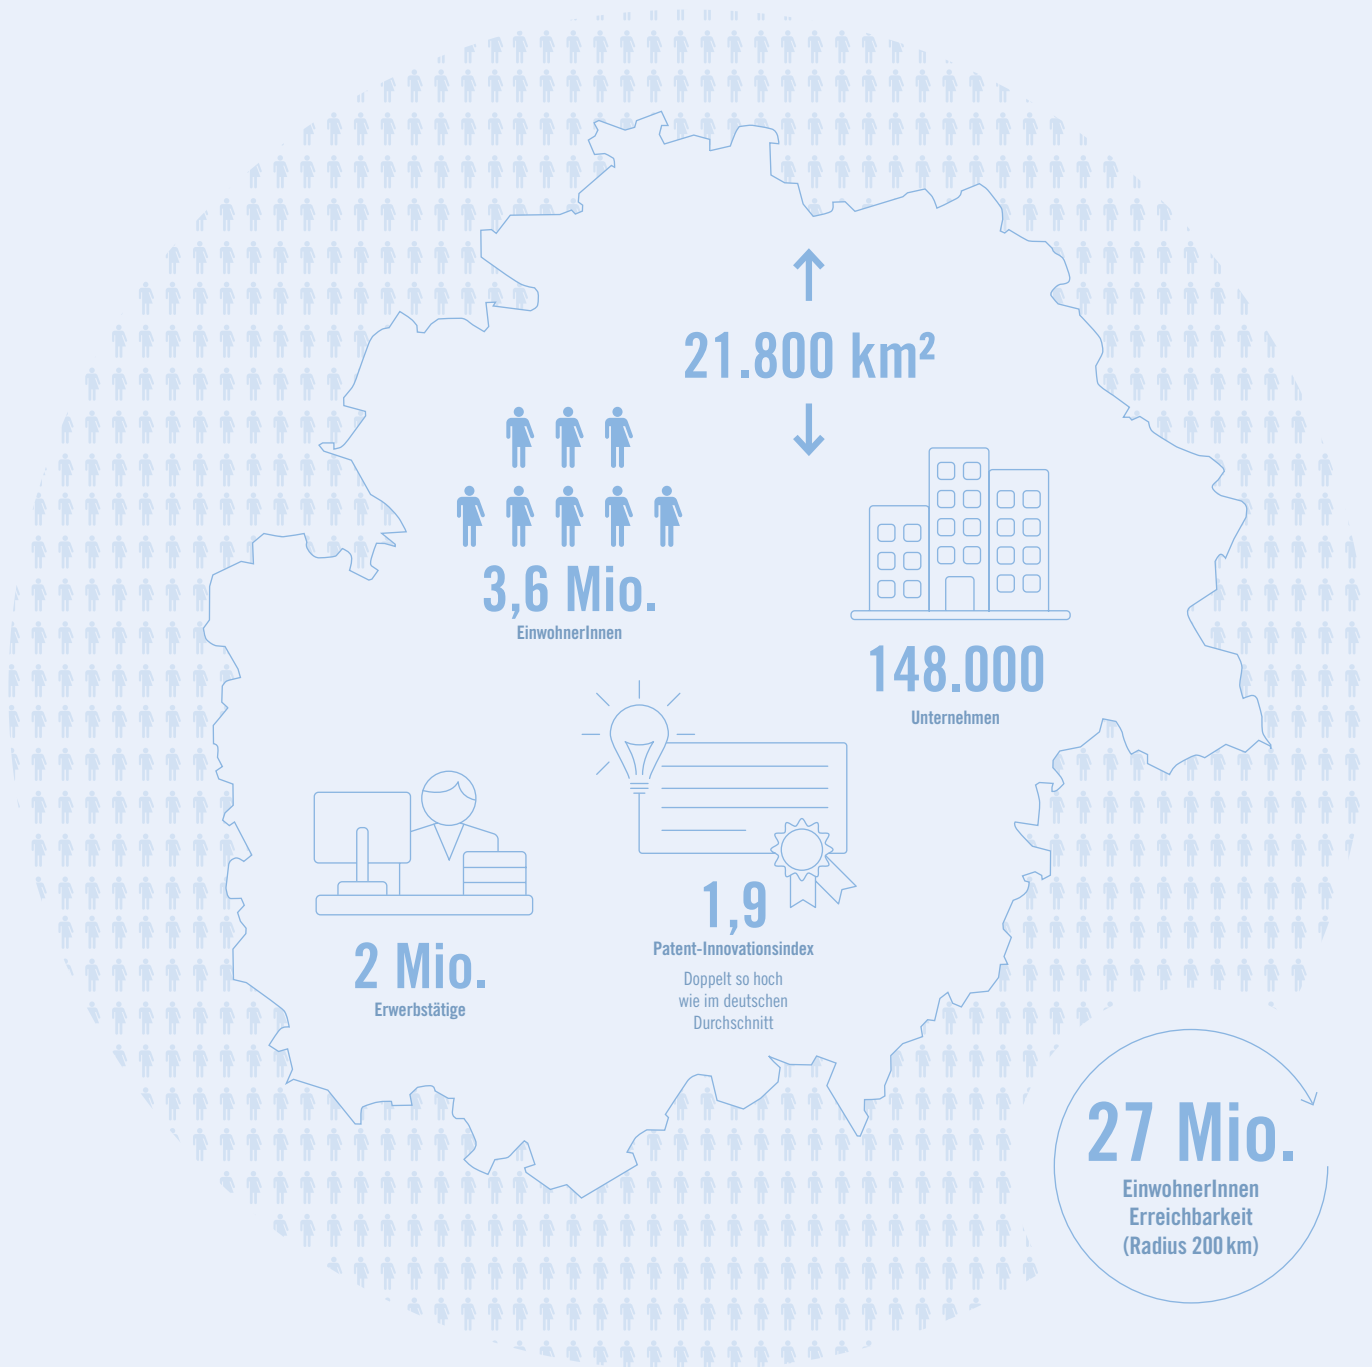 21.800 km²
3,6 Mio.
EinwohnerInnen
148.000
Unternehmen
2 Mio.
Erwerbstätige
1,9
Patent-Innovationsindex
Doppelt so hoch
wie im deutschen
Durchschnitt
27 Mio.
EinwohnerInnen
Erreichbarkeit
(Radius 200 km)